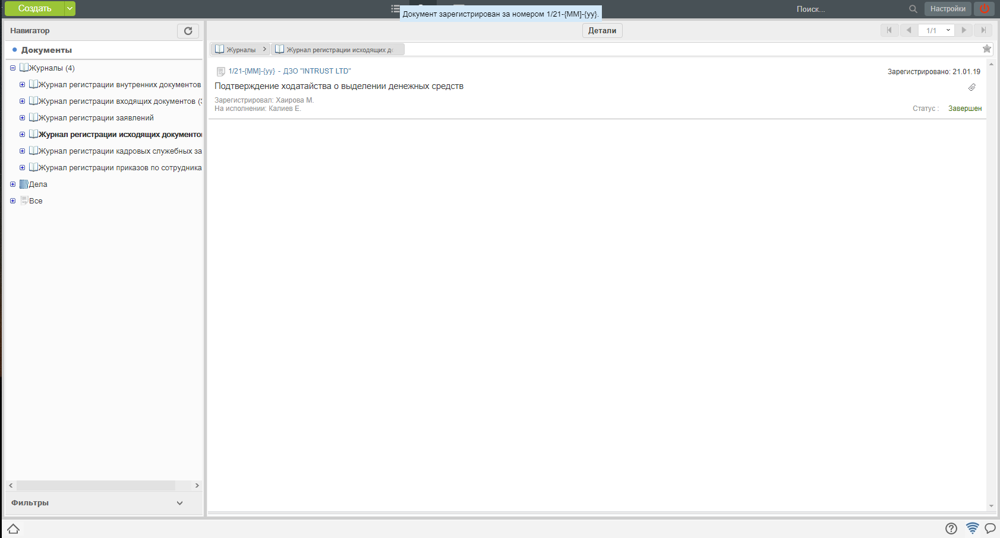 Создать
Документ зарегистрирован за номером 1/21-{MM}-{yy}.
Поиск...
Настройки
Навигатор
Детали
1/1
Документы
Журналы
Журнал регистрации исходящих
Журналы (4)
Журнал регистрации внутренних документов
Журнал регистрации входящих документов
Журнал регистрации заявлений
Журнал регистрации исходящих
Журнал регистрации кадровых служебных
Журнал регистрации приказов по
Дела
Все
1/21-{MM}-{yy} - ДЗО "INTRUST LTD"
Зарегистрировано: 21.01.19
Подтверждение ходатайства о выделении денежных средств
Зарегистрировал: Хаирова М.
На исполнении: Калиев Е.
Статус : Завершен
Фильтры